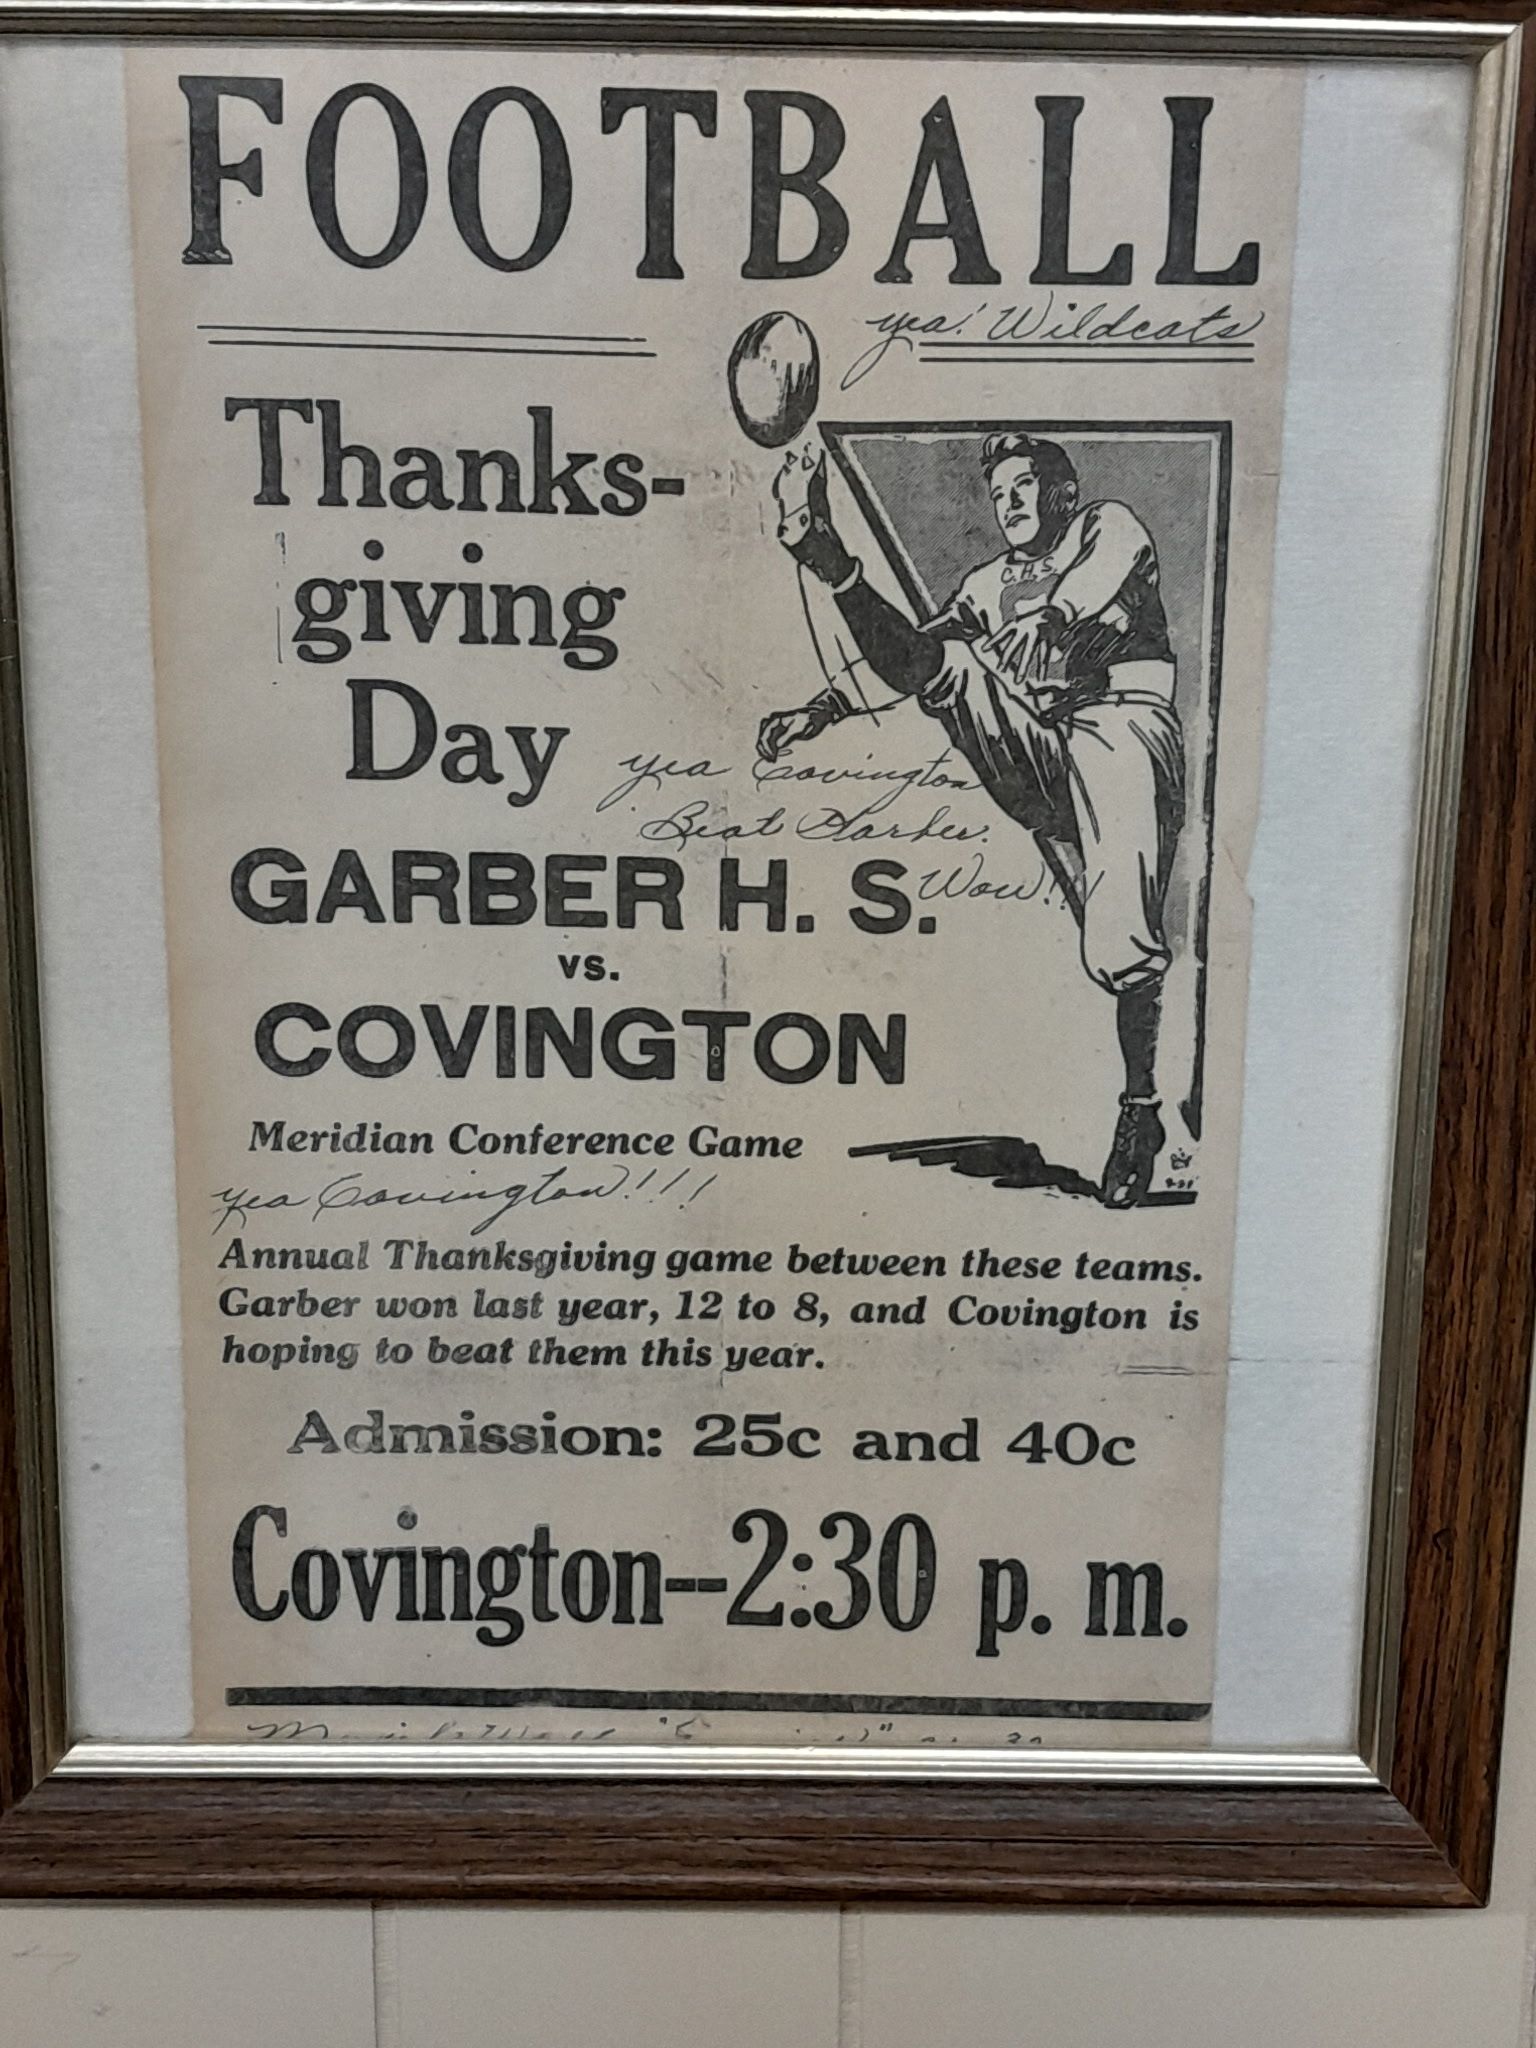 FOOTBALL
yea! Wildcats
Thanks-
giving
Day
C.H.S.
yea Covington
Beat Garber.
Wow!!!
GARBER H. S.
vs.
COVINGTON
Meridian Conference Game
yea Covington!!!
Annual Thanksgiving game between these teams.
Garber won last year, 12 to 8, and Covington is
hoping to beat them this year.
Admission: 25c and 40c
Covington--2:30 p. m.